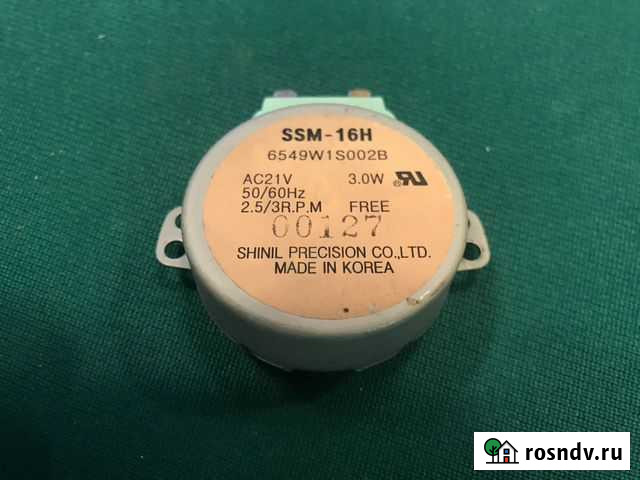 SSM-16H
6549W1S002B
AC21V 3.0W
50/60Hz
2.5/3R.P.M FREE
00127
SHINIL PRECISION CO.,LTD.
MADE IN KOREA
rosndv.ru